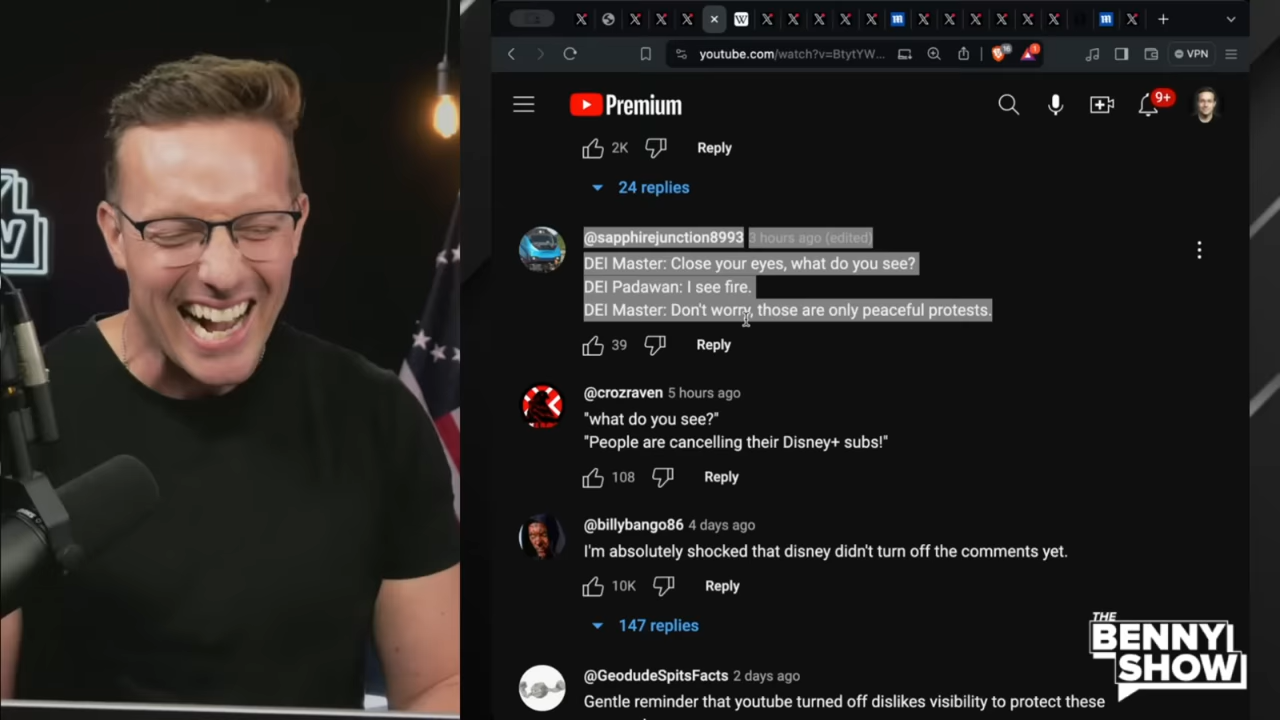 W
youtube.com/watch?v=BtytYW...
VPN
Premium
9+
2K
Reply
24 replies
@sapphirejunction8993 3 hours ago (edited)
DEI Master: Close your eyes, what do you see?
DEI Padawan: I see fire.
DEI Master: Don't worry, those are only peaceful protests.
39
Reply
@crozraven 5 hours ago
"what do you see?"
"People are cancelling their Disney+ subs!"
108
Reply
@billybango86 4 days ago
I'm absolutely shocked that disney didn't turn off the comments yet.
10K
Reply
147 replies
@GeodudeSpitsFacts 2 days ago
Gentle reminder that youtube turned off dislikes visibility to protect these
THE
BENNY
SHOW